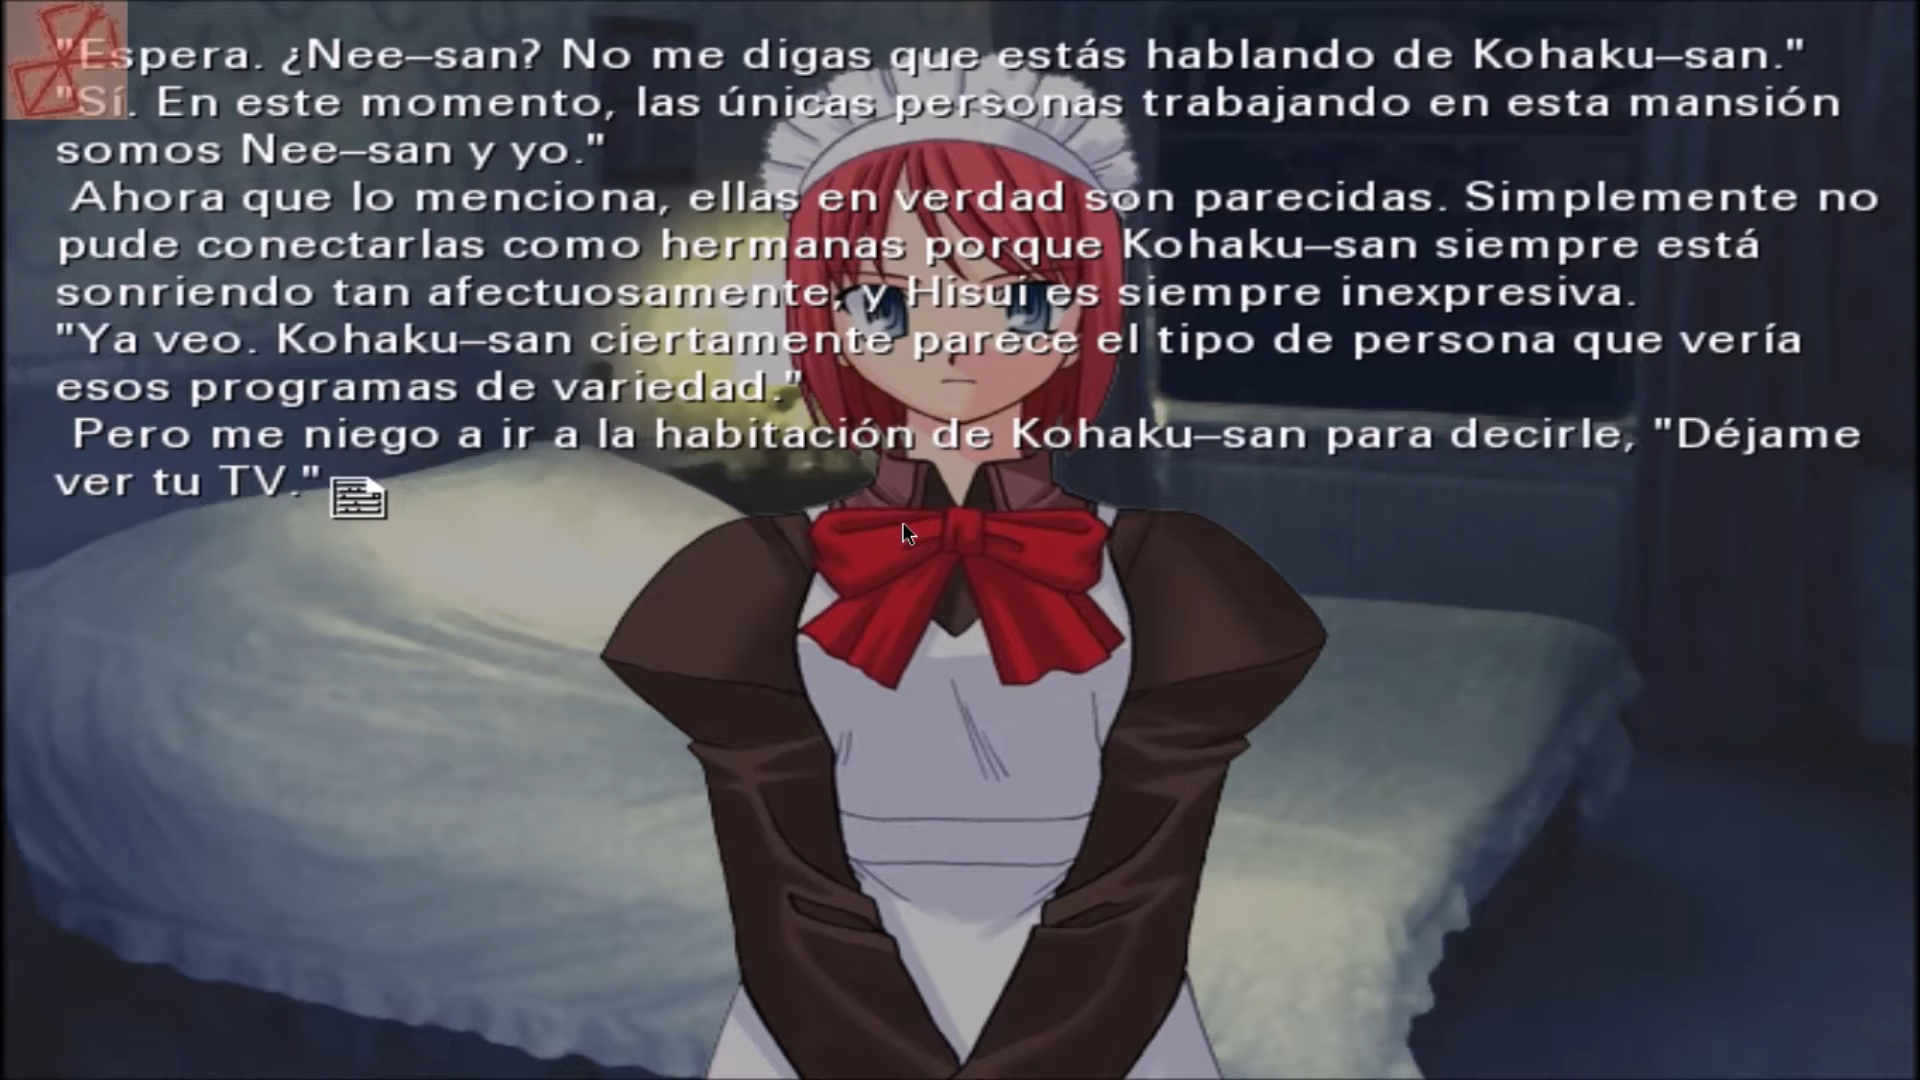 "Espera. ¿Nee–san? No me digas que estás hablando de Kohaku–san."
"Sí. En este momento, las únicas personas trabajando en esta mansión
somos Nee–san y yo."
Ahora que lo menciona, ellas en verdad son parecidas. Simplemente no
pude conectarlas como hermanas porque Kohaku–san siempre está
sonriendo tan afectuosamente, y Hisui es siempre inexpresiva.
"Ya veo. Kohaku–san ciertamente parece el tipo de persona que vería
esos programas de variedad."
Pero me niego a ir a la habitación de Kohaku–san para decirle, "Déjame
ver tu TV."